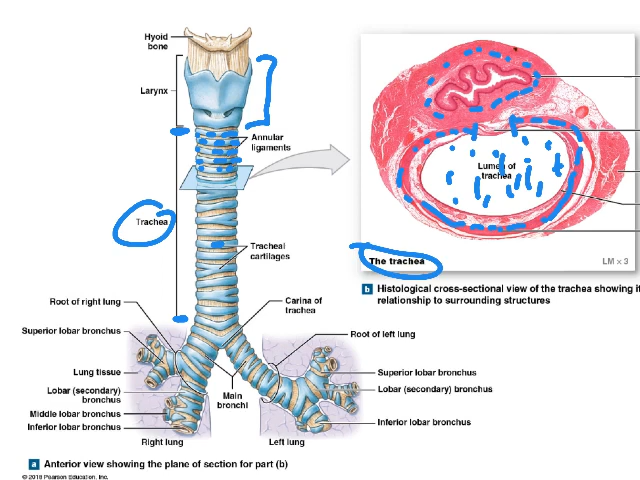 Hyoid
bone
Larynx
Annular
ligaments
Trachea
Tracheal
cartilages
Root of right lung
Carina of
trachea
Superior lobar bronchus
Root of left lung
Lung tissue
Superior lobar bronchus
Lobar (secondary)
bronchus
Main
bronchi
Lobar (secondary) bronchus
Middle lobar bronchus
Inferior lobar bronchus
Inferior lobar bronchus
Right lung
Left lung
a Anterior view showing the plane of section for part (b)
© 2018 Pearson Education, Inc.
Lumen of
trachea
The trachea
LM × 3
b Histological cross-sectional view of the trachea showing
relationship to surrounding structures